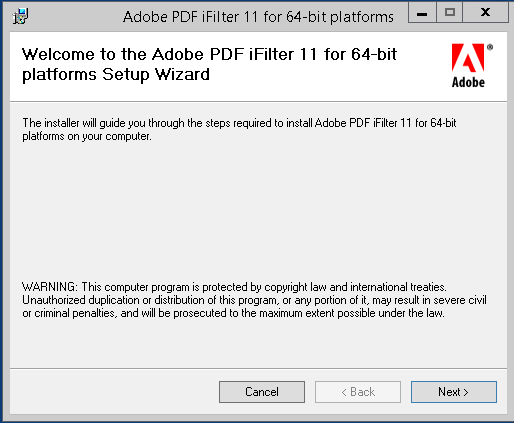 Adobe PDF iFilter 11 for 64-bit platforms
Welcome to the Adobe PDF iFilter 11 for 64-bit
platforms Setup Wizard
Adobe
®
The installer will guide you through the steps required to install Adobe PDF iFilter 11 for 64-bit
platforms on your computer.
WARNING: This computer program is protected by copyright law and international treaties.
Unauthorized duplication or distribution of this program, or any portion of it, may result in severe civil
or criminal penalties, and will be prosecuted to the maximum extent possible under the law.
Cancel
< Back
Next >